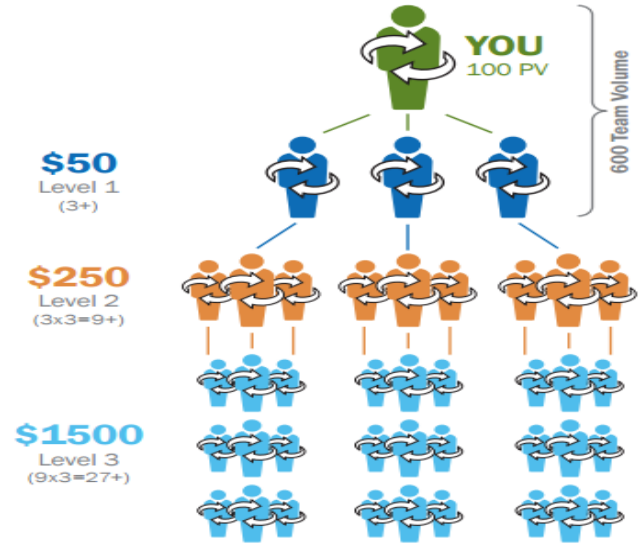 YOU
100 PV
600 Team Volume
$50
Level 1
(3+)
$250
Level 2
(3x3=9+)
$1500
Level 3
(9x3=27+)